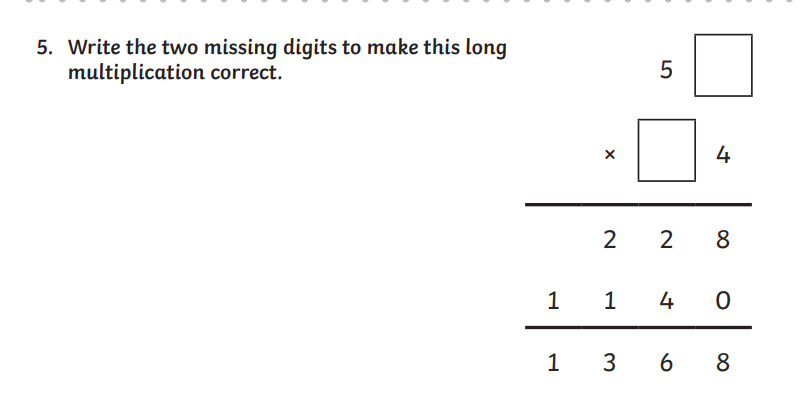 5. Write the two missing digits to make this long
multiplication correct.
5
× 4
2 2 8
1 1 4 0
1 3 6 8